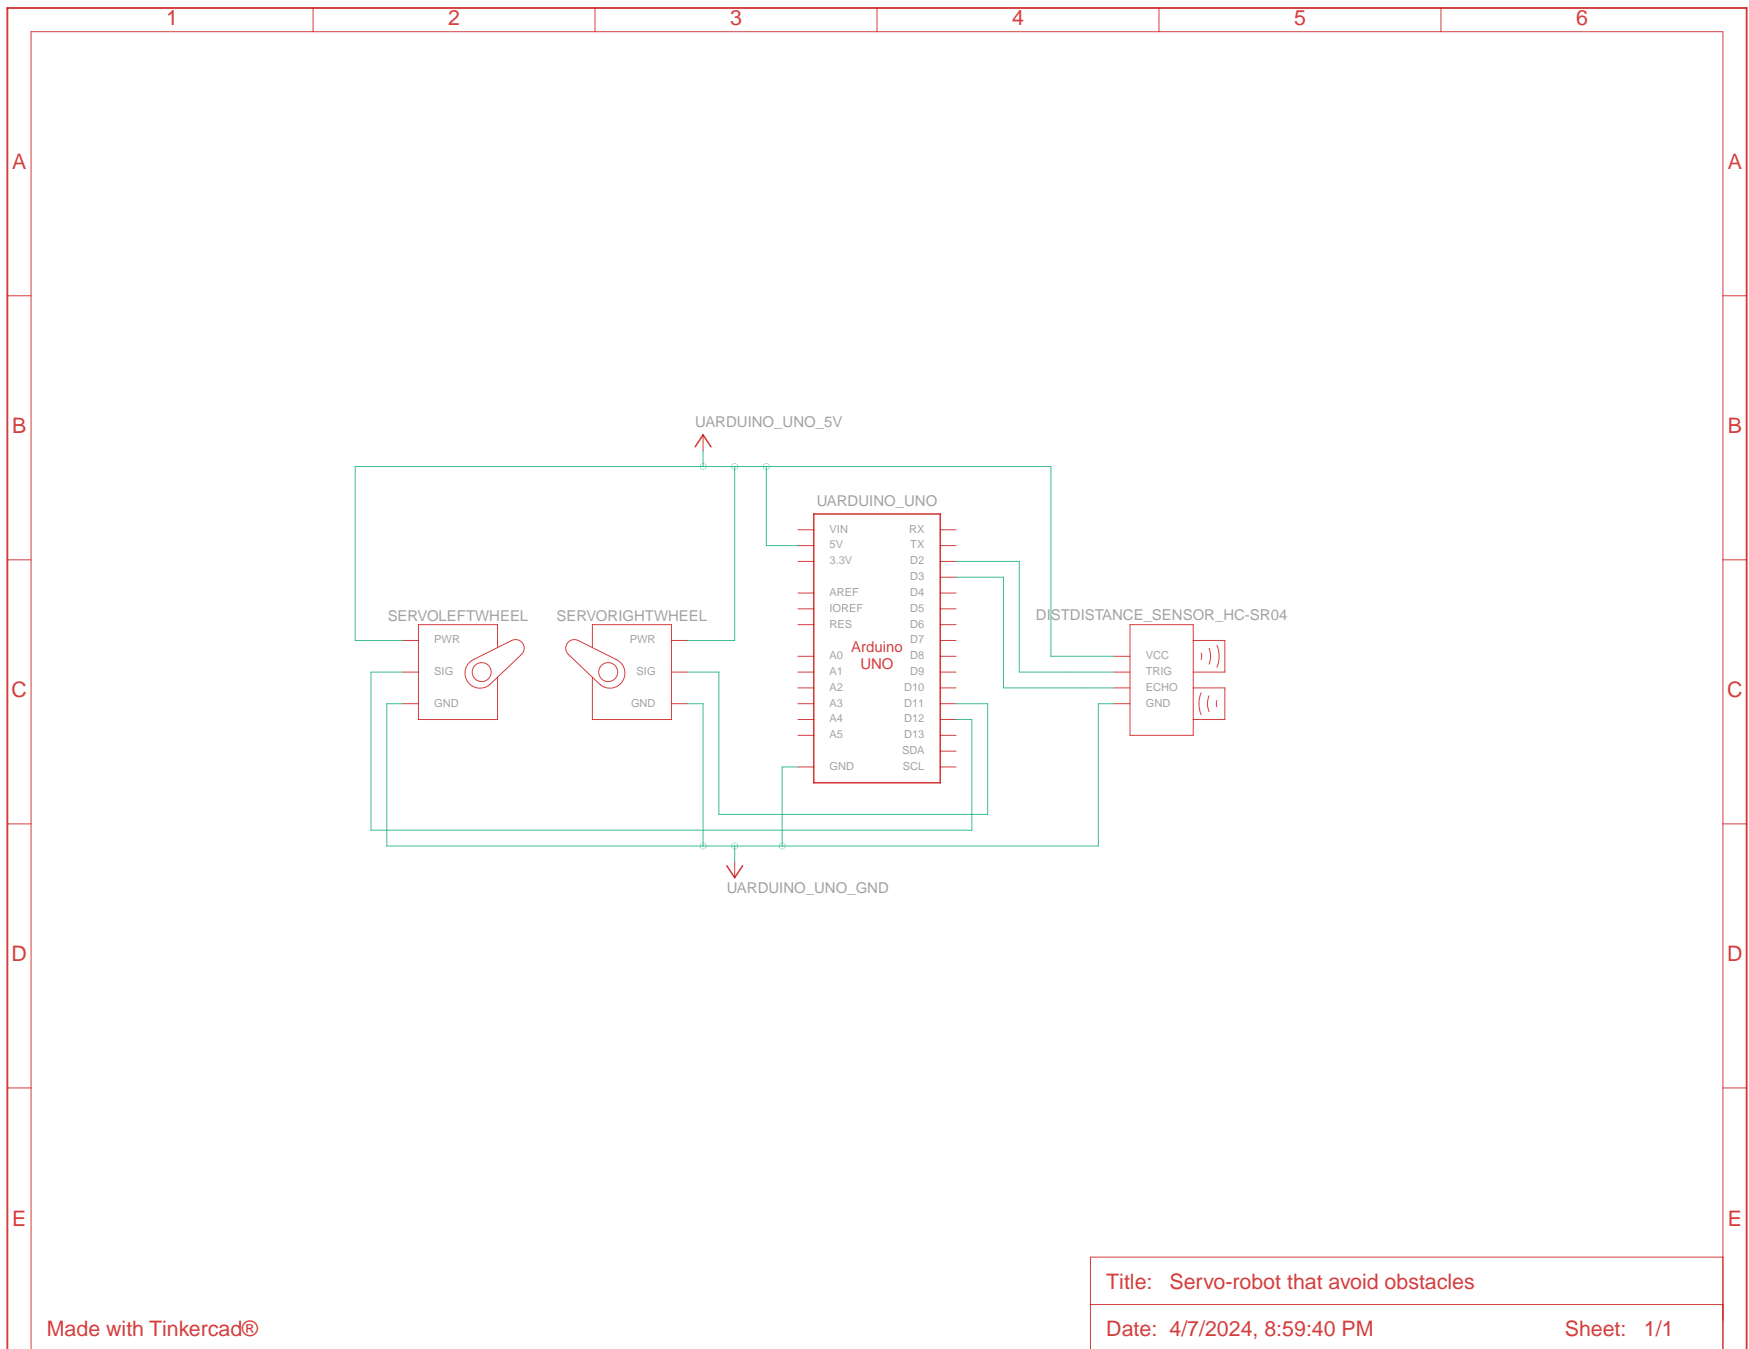 1 2 3 4 5 6
A A
B B
UARDUINO_UNO_5V
UARDUINO_UNO
VIN RX
5V TX
3.3V D2
D3
AREF D4
IOREF D5
RES D6
D7
A0 D8
A1 D9
A2 D10
A3 D11
A4 D12
A5 D13
SDA
GND SCL
Arduino
UNO
SERVOLEFTWHEEL
PWR
SIG
GND
SERVORIGHTWHEEL
PWR
SIG
GND
DISTDISTANCE_SENSOR_HC-SR04
VCC
TRIG
ECHO
GND
C C
UARDUINO_UNO_GND
D D
E E
Title: Servo-robot that avoid obstacles
Made with Tinkercad®
Date: 4/7/2024, 8:59:40 PM Sheet: 1/1